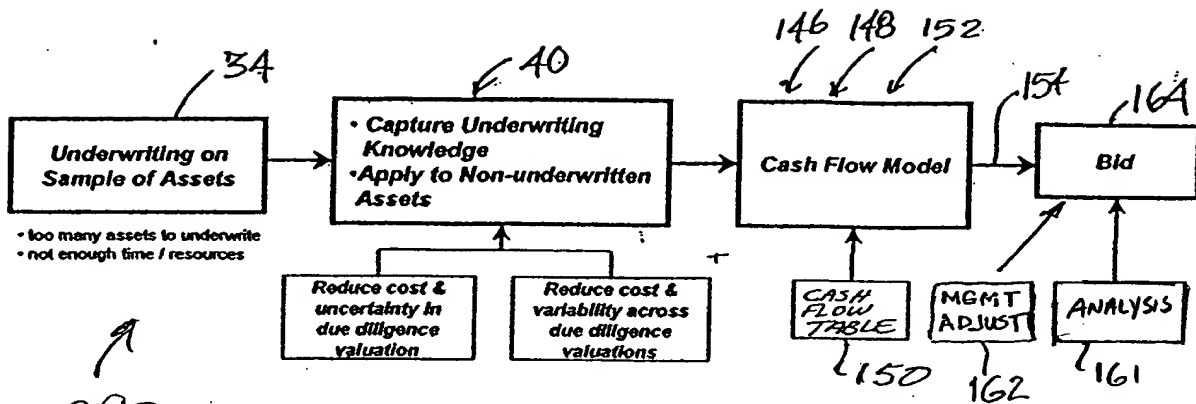 146 148 152
34
40
154
164
Underwriting on
Sample of Assets
• Capture Underwriting
Knowledge
• Apply to Non-underwritten
Assets
Cash Flow Model
Bid
• too many assets to underwrite
• not enough time / resources
Reduce cost &
uncertainty in
due diligence
valuation
Reduce cost &
variability across
due diligence
valuations
CASH
FLOW
TABLE
MGMT
ADJUST
ANALYSIS
150
162
161